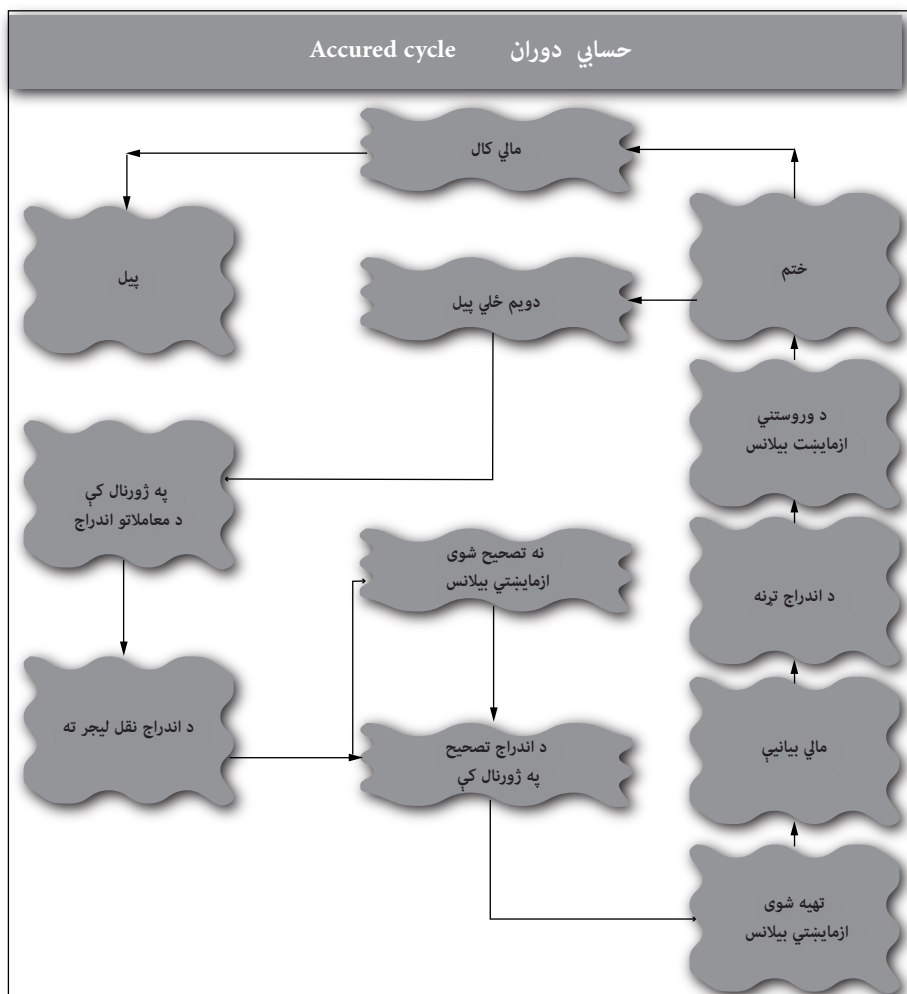 حسابي دوران Accured cycle
مالي کال
پیل
ختم
دویم ځلي پیل
د وروستني
ازمایښت بیلانس
په ژورنال کې
د معاملاتو اندراج
نه تصحیح شوی
ازمایښتي بیلانس
د اندراج تړنه
د اندراج نقل لیجر ته
د اندراج تصحیح
په ژورنال کې
مالي بیانیې
تهیه شوی
ازمایښتي بیلانس